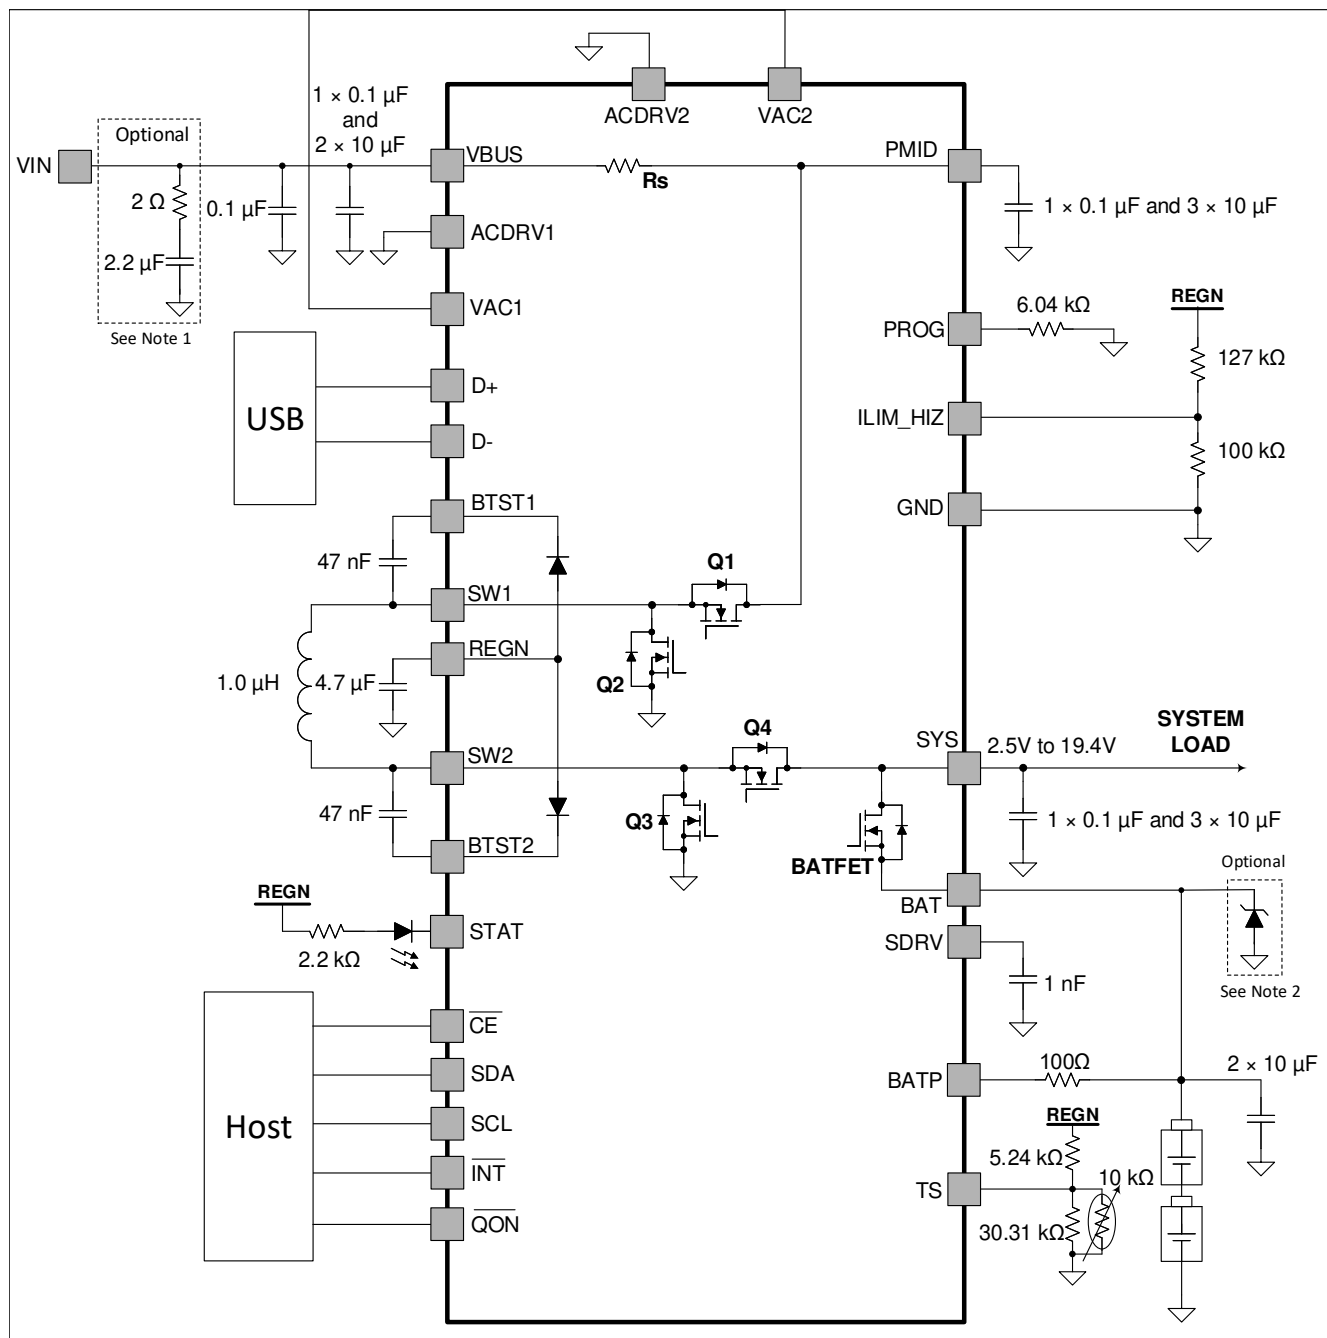 ACDRV2
VAC2
1 × 0.1 µF
and
2 × 10 µF
Optional
VIN
VBUS
Rs
PMID
2 Ω
0.1 µF
2.2 µF
1 × 0.1 µF and 3 × 10 µF
ACDRV1
VAC1
See Note 1
PROG
6.04 kΩ
REGN
127 kΩ
USB
D+
D-
ILIM_HIZ
100 kΩ
GND
BTST1
47 nF
Q1
SW1
REGN
1.0 µH
4.7 µF
Q2
Q4
SYS
2.5V to 19.4V
SYSTEM
LOAD
SW2
47 nF
Q3
BTST2
BATFET
1 × 0.1 µF and 3 × 10 µF
Optional
BAT
REGN
2.2 kΩ
STAT
SDRV
1 nF
See Note 2
Host
CE
SDA
SCL
INT
QON
BATP
100Ω
2 × 10 µF
REGN
5.24 kΩ
TS
10 kΩ
30.31 kΩ